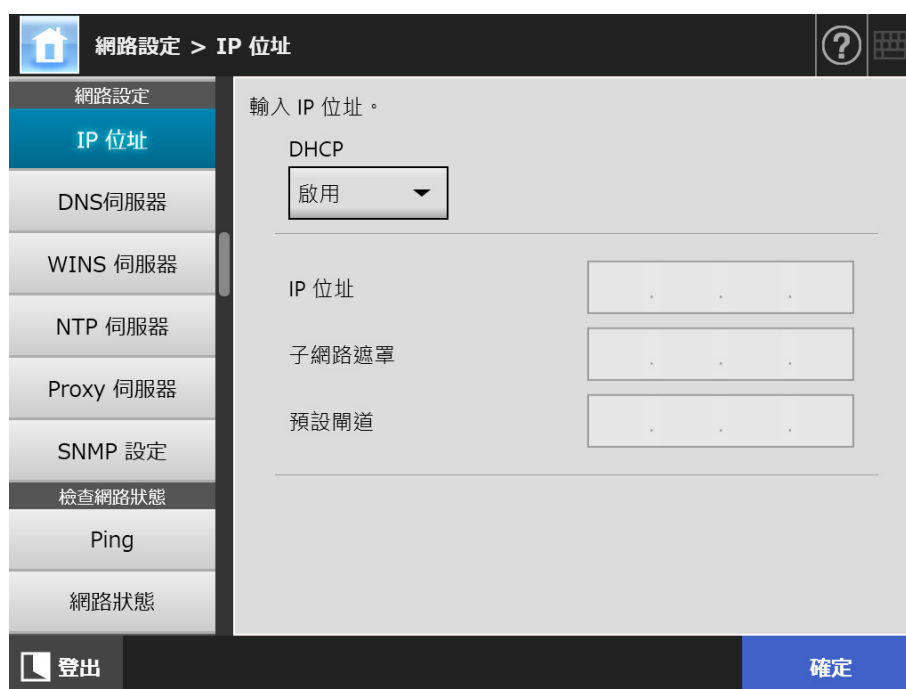 網路設定 > IP 位址
網路設定
IP 位址
DNS伺服器
WINS 伺服器
NTP 伺服器
Proxy 伺服器
SNMP 設定
檢查網路狀態
Ping
網路狀態
輸入 IP 位址。
DHCP
啟用
IP 位址
. . .
子網路遮罩
. . .
預設閘道
. . .
登出
確定